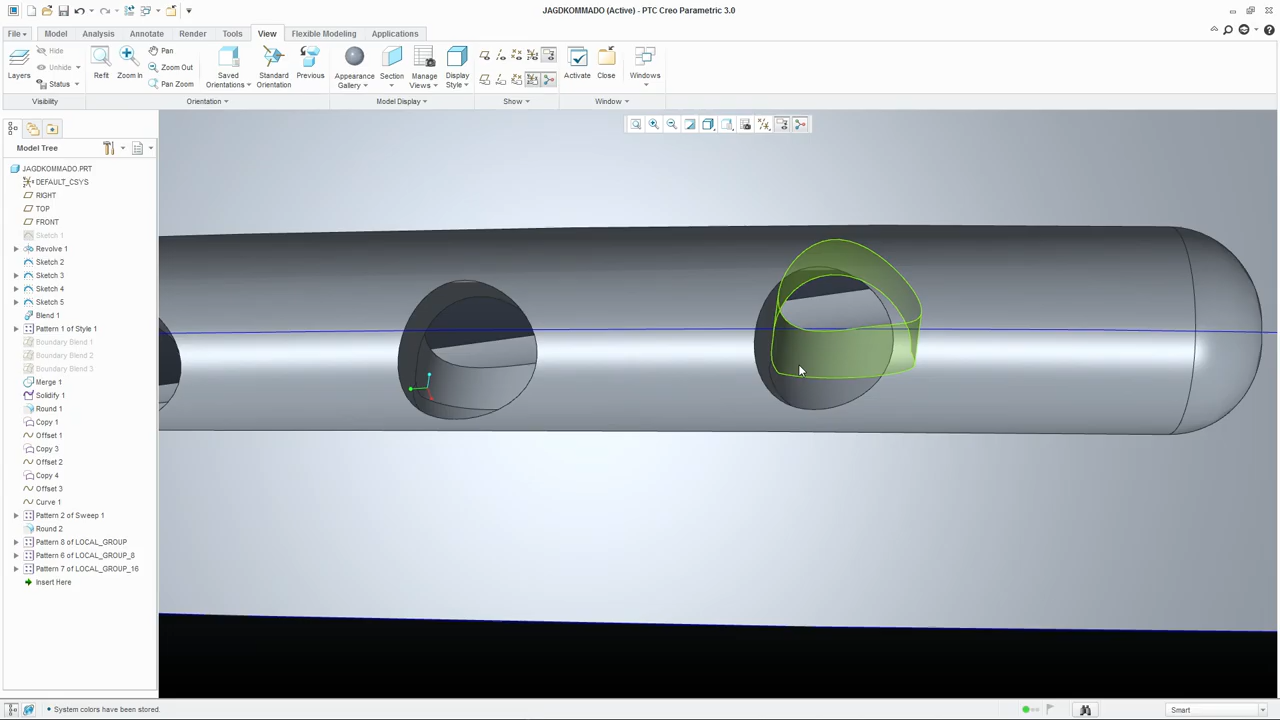 JAGDKOMMADO (Active) - PTC Creo Parametric 3.0
File Model Analysis Annotate Render View Tools Flexible Modeling Applications
Hide Pan
Unhide Zoom Out
Status Pan Zoom
Layers Refit Zoom In Saved Orientations Standard Orientation Previous Appearance Gallery Section Manage Views Display Style Activate Close Windows
Visibility Orientation Model Display Show Window
Model Tree
JAGDKOMMADO.PRT
DEFAULT_CSYS
RIGHT
TOP
FRONT
Sketch 1
Revolve 1
Sketch 2
Sketch 3
Sketch 4
Sketch 5
Blend 1
Pattern 1 of Style 1
Boundary Blend 1
Boundary Blend 2
Boundary Blend 3
Merge 1
Solidify 1
Round 1
Copy 1
Offset 1
Copy 3
Offset 2
Copy 4
Offset 3
Curve 1
Pattern 2 of Sweep 1
Round 2
Pattern 8 of LOCAL_GROUP
Pattern 6 of LOCAL_GROUP_8
Pattern 7 of LOCAL_GROUP_16
Insert Here
• System colors have been stored.
Smart